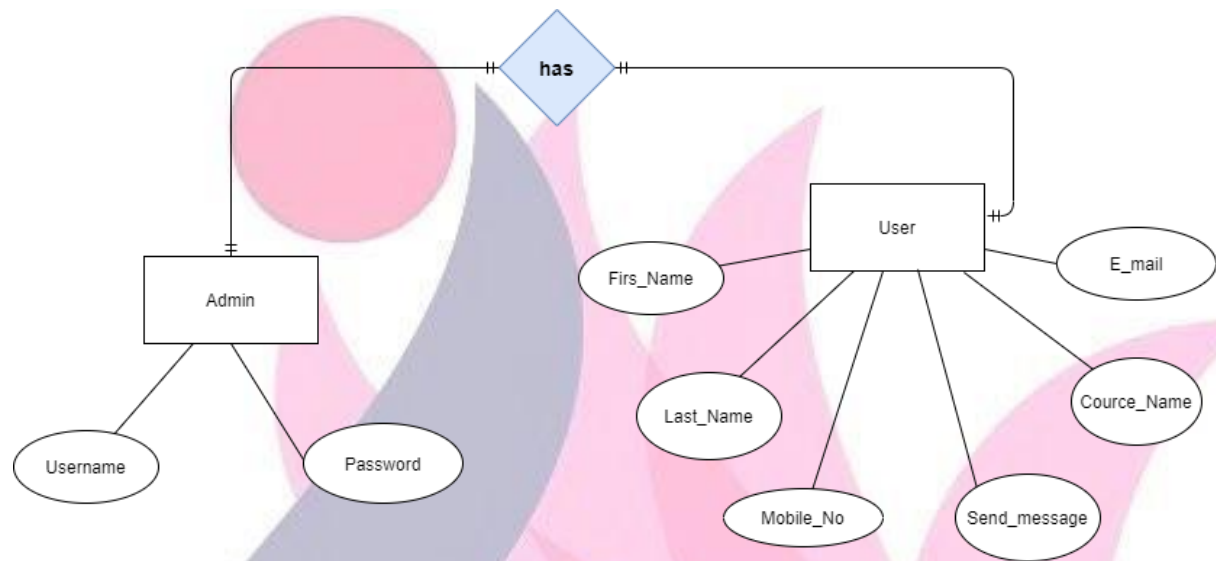 has
User
E_mail
Firs_Name
Admin
Cource_Name
Last_Name
Username
Password
Mobile_No
Send_message